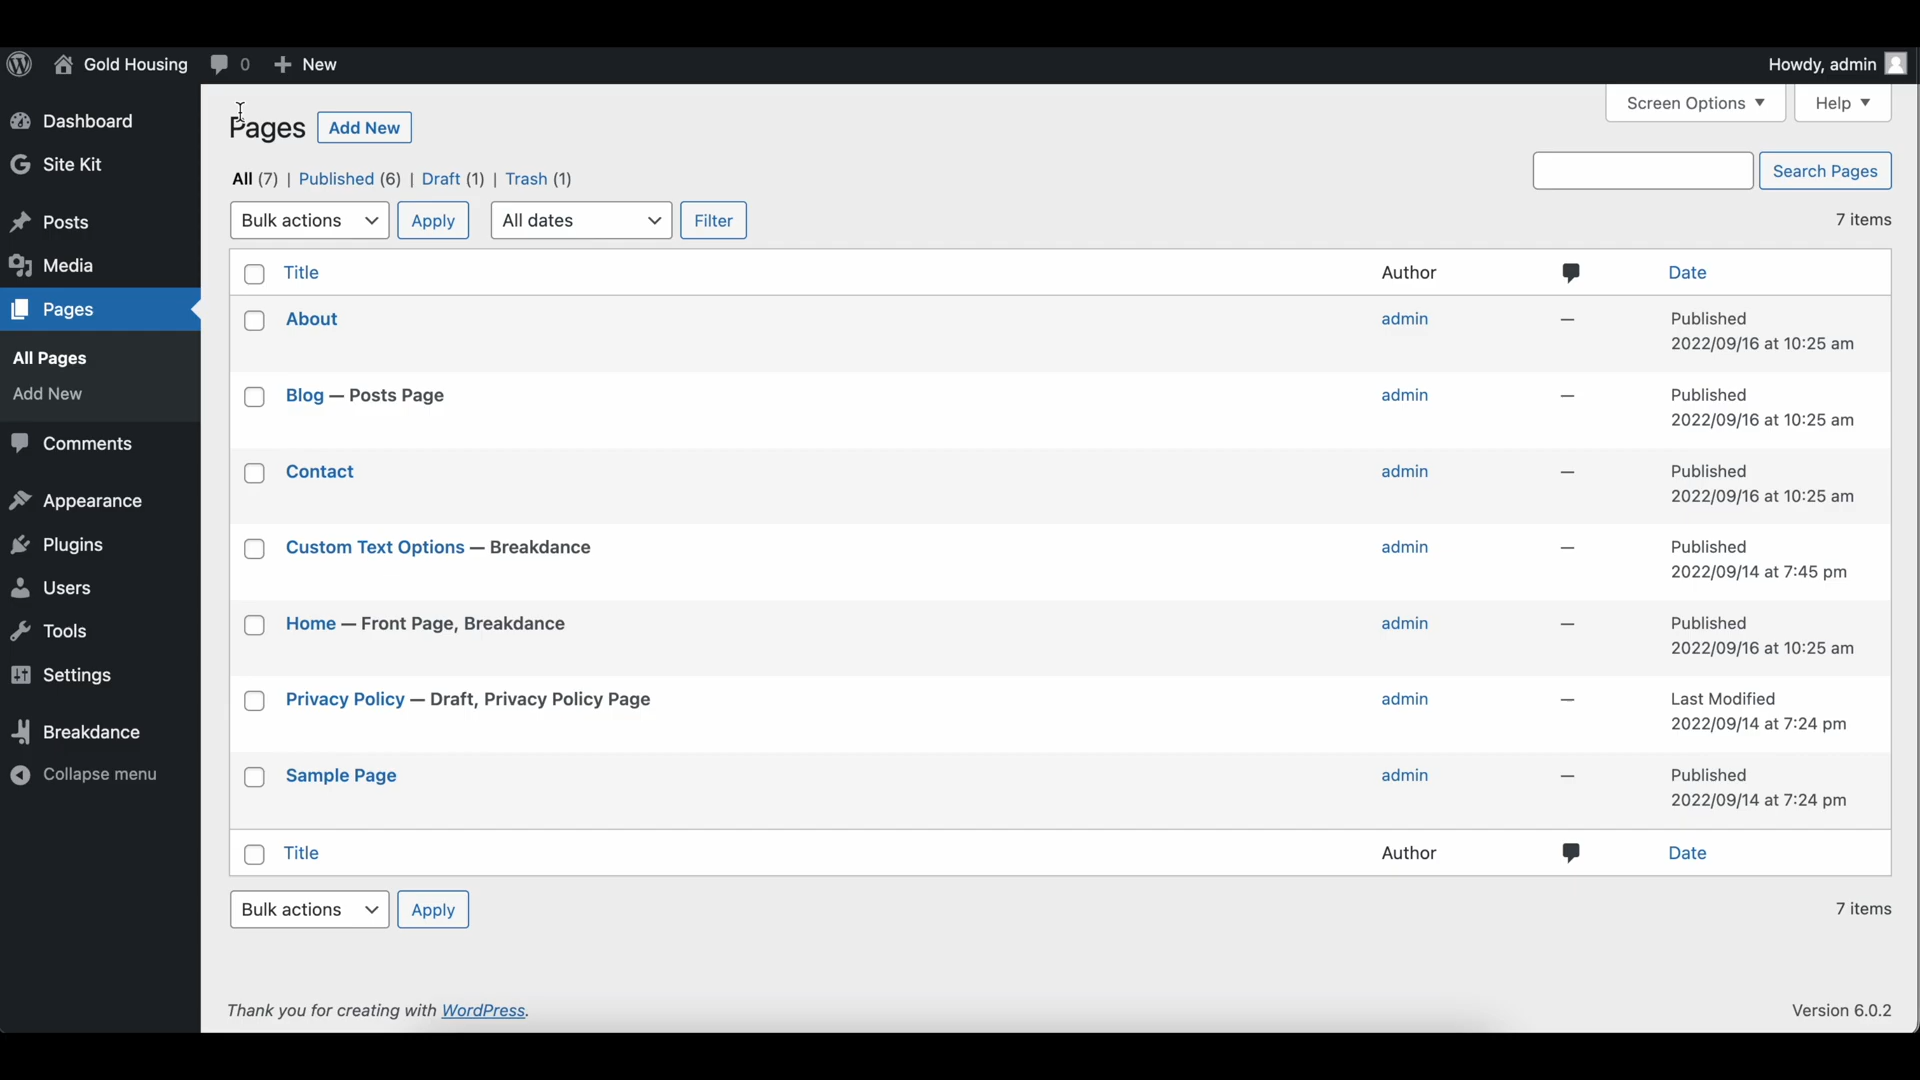 Gold Housing 0 New Howdy, admin
Dashboard
Site Kit
Posts
Media
Pages
All Pages
Add New
Comments
Appearance
Plugins
Users
Tools
Settings
Breakdance
Collapse menu
Screen Options Help
Pages Add New
All (7) | Published (6) | Draft (1) | Trash (1)
Search Pages
Bulk actions Apply All dates Filter 7 items
Title Author Date
About admin — Published
2022/09/16 at 10:25 am
Blog — Posts Page admin — Published
2022/09/16 at 10:25 am
Contact admin — Published
2022/09/16 at 10:25 am
Custom Text Options — Breakdance admin — Published
2022/09/14 at 7:45 pm
Home — Front Page, Breakdance admin — Published
2022/09/16 at 10:25 am
Privacy Policy — Draft, Privacy Policy Page admin — Last Modified
2022/09/14 at 7:24 pm
Sample Page admin — Published
2022/09/14 at 7:24 pm
Title Author Date
Bulk actions Apply 7 items
Thank you for creating with WordPress. Version 6.0.2